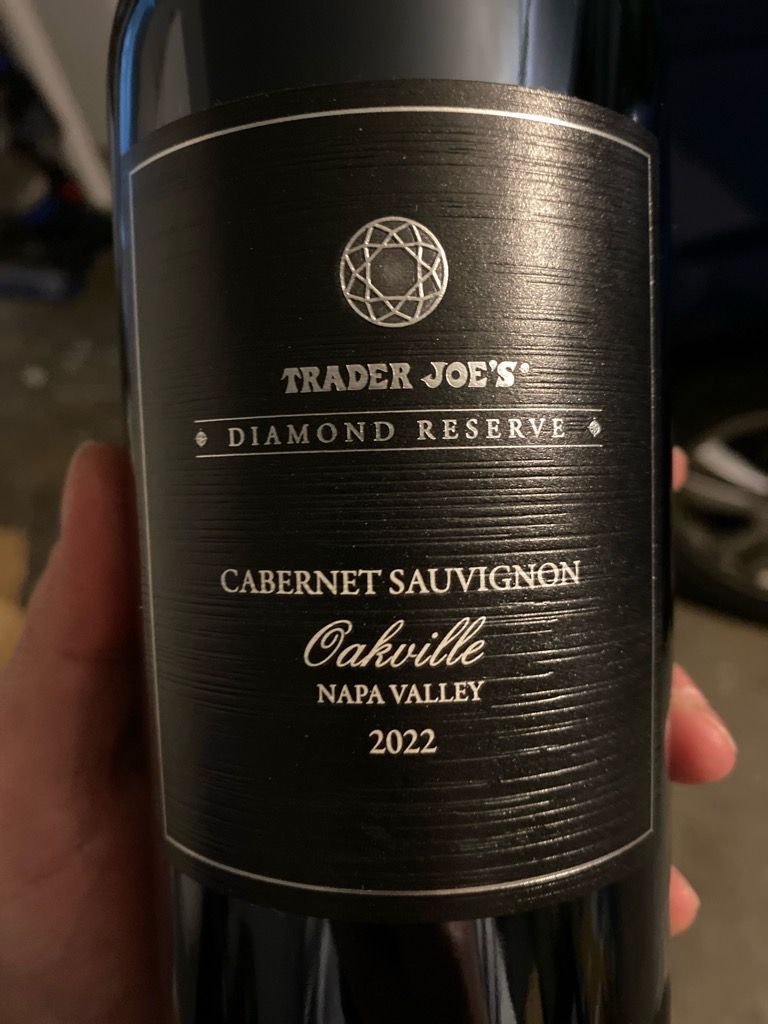 TRADER JOE'S®
DIAMOND RESERVE
CABERNET SAUVIGNON
Oakville
NAPA VALLEY
2022